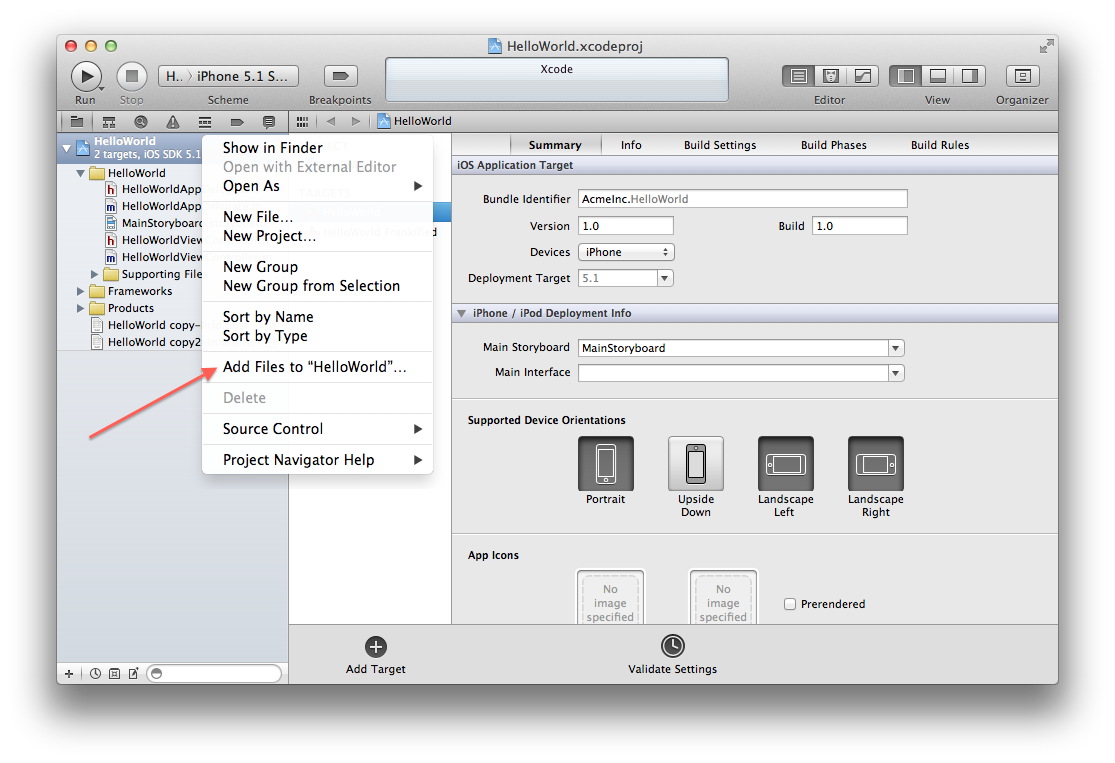 HelloWorld.xcodeproj
H.. 〉 iPhone 5.1 S...
Xcode
Run
Stop
Scheme
Breakpoints
Editor
View
Organizer
HelloWorld
HelloWorld
2 targets, iOS SDK 5.1
HelloWorld
HelloWorldApp
HelloWorldApp
MainStoryboard
HelloWorldView
HelloWorldView
Supporting File
Frameworks
Products
HelloWorld copy-
HelloWorld copy2
Show in Finder
Open with External Editor
Open As
New File...
New Project...
New Group
New Group from Selection
Sort by Name
Sort by Type
Add Files to “HelloWorld”...
Delete
Source Control
Project Navigator Help
Summary
Info
Build Settings
Build Phases
Build Rules
iOS Application Target
Bundle Identifier AcmeInc.HelloWorld
Version 1.0
Build 1.0
Devices iPhone
Deployment Target 5.1
iPhone / iPod Deployment Info
Main Storyboard MainStoryboard
Main Interface
Supported Device Orientations
Portrait
Upside
Down
Landscape
Left
Landscape
Right
App Icons
No
image
specified
No
image
specified
Prerendered
Add Target
Validate Settings